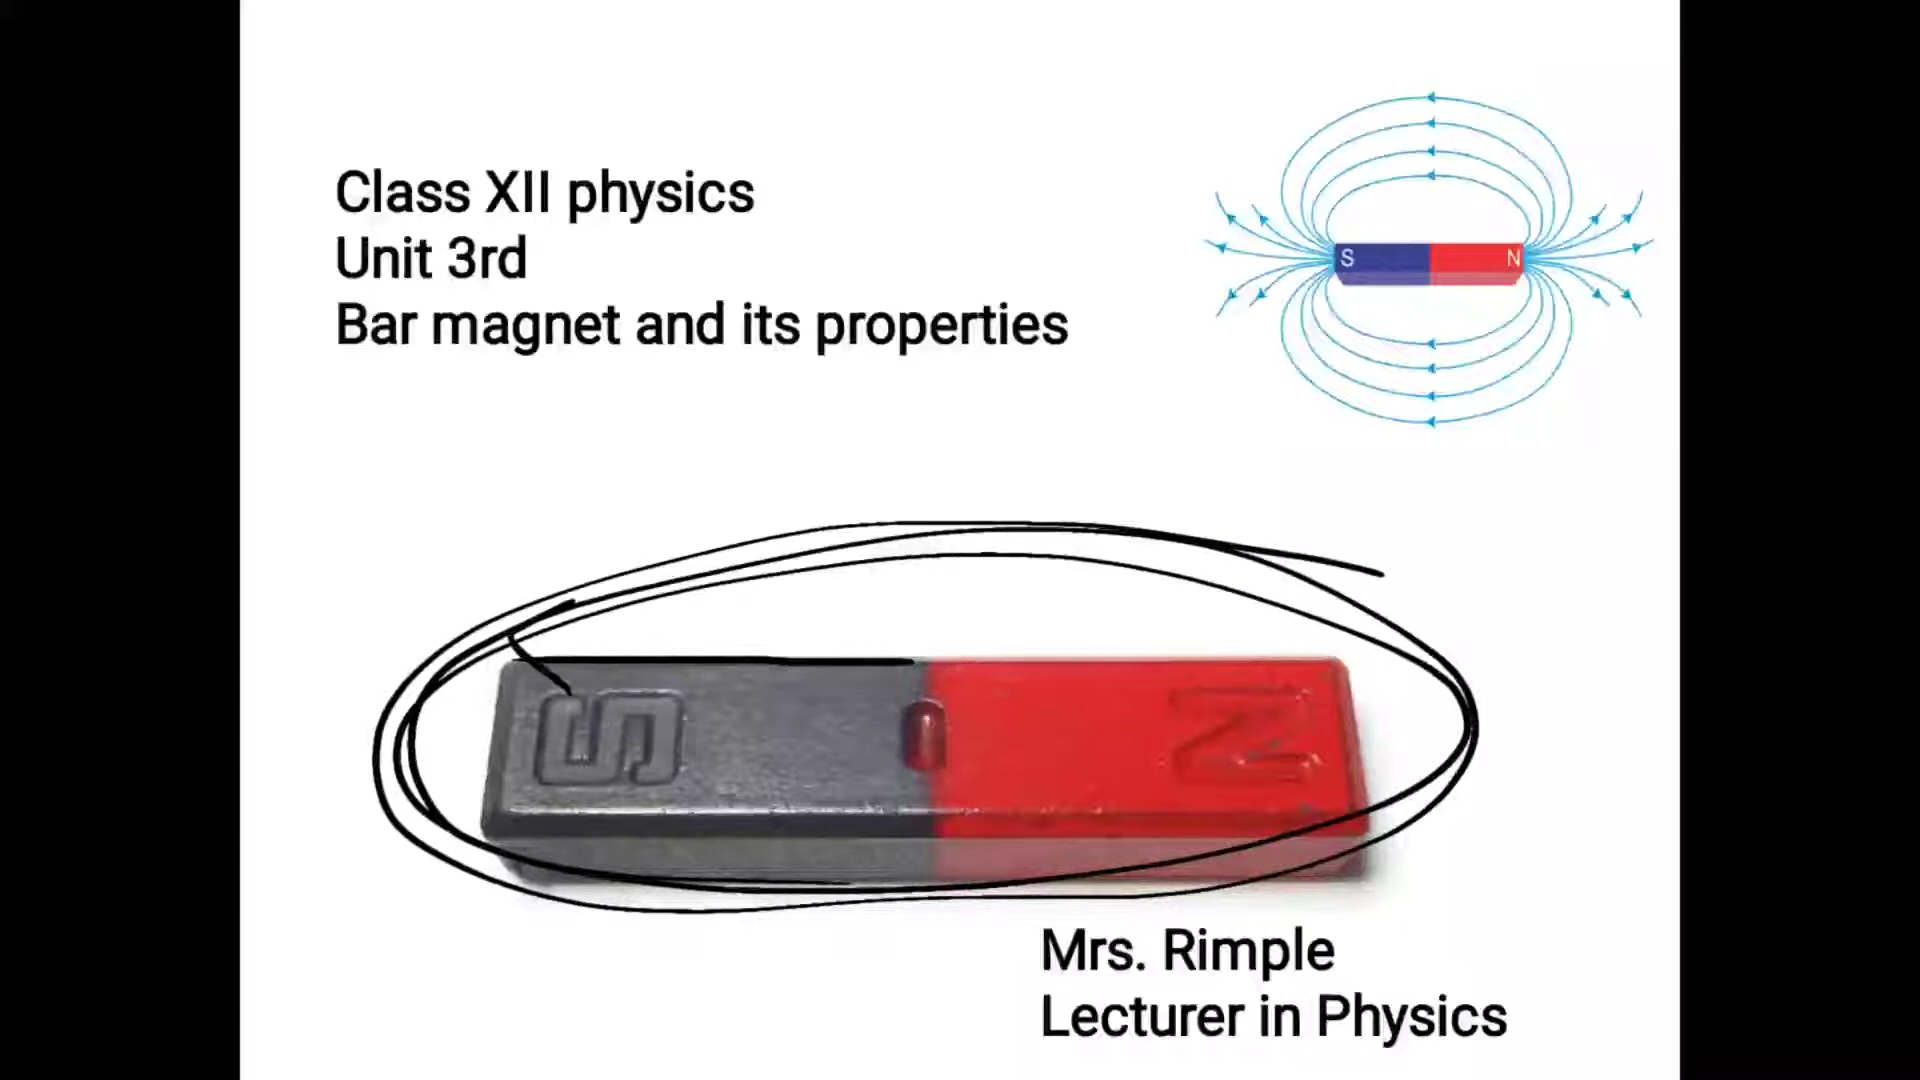 Class XII physics
Unit 3rd
Bar magnet and its properties
S N
S N
Mrs. Rimple
Lecturer in Physics